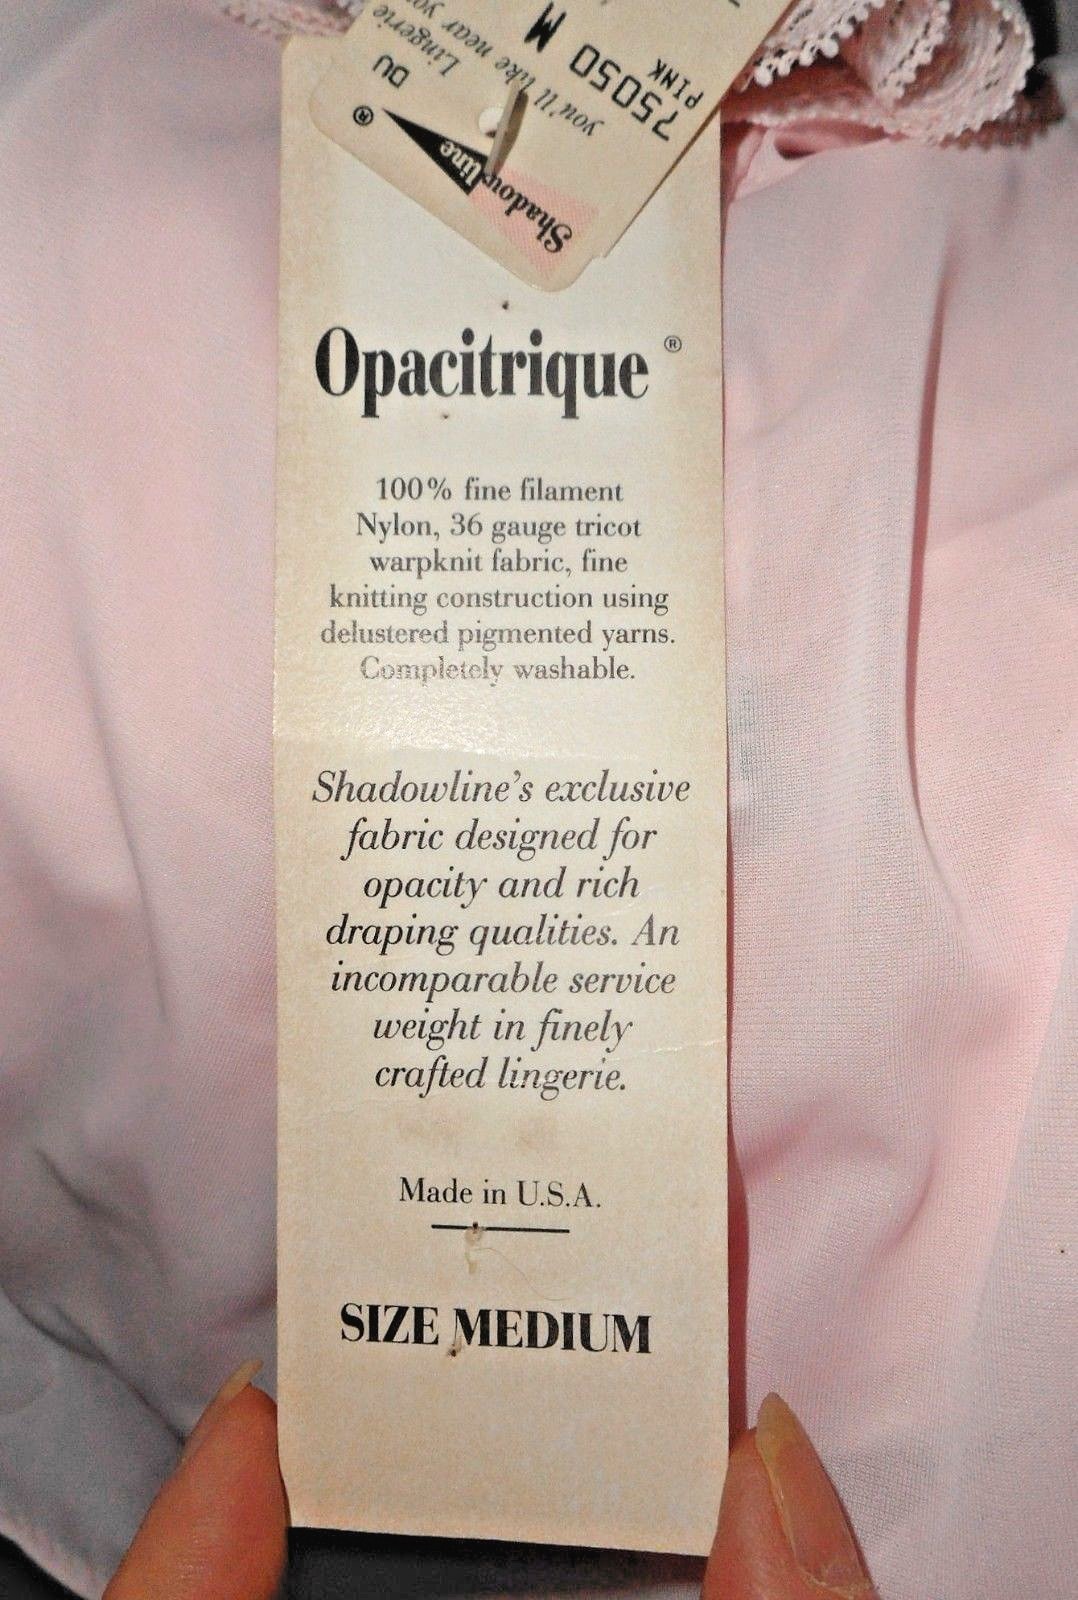 Shadowline
®
DU
Lingerie
you'll like near yo
75050 M
PINK
Opacitrique ®
100% fine filament
Nylon, 36 gauge tricot
warpknit fabric, fine
knitting construction using
delustered pigmented yarns.
Completely washable.
Shadowline's exclusive
fabric designed for
opacity and rich
draping qualities. An
incomparable service
weight in finely
crafted lingerie.
Made in U.S.A.
SIZE MEDIUM